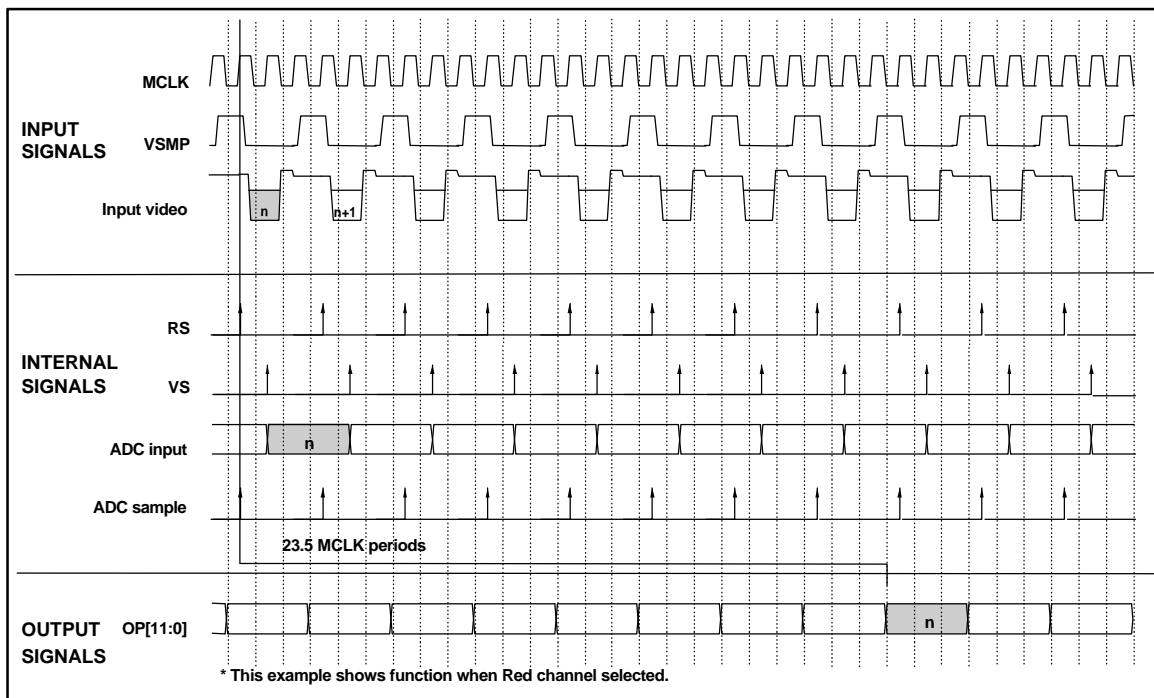 MCLK
INPUT
SIGNALS
VSMP
Input video
n
n+1
RS
INTERNAL
SIGNALS
VS
ADC input
n
ADC sample
23.5 MCLK periods
OUTPUT
SIGNALS
OP[11:0]
n
* This example shows function when Red channel selected.